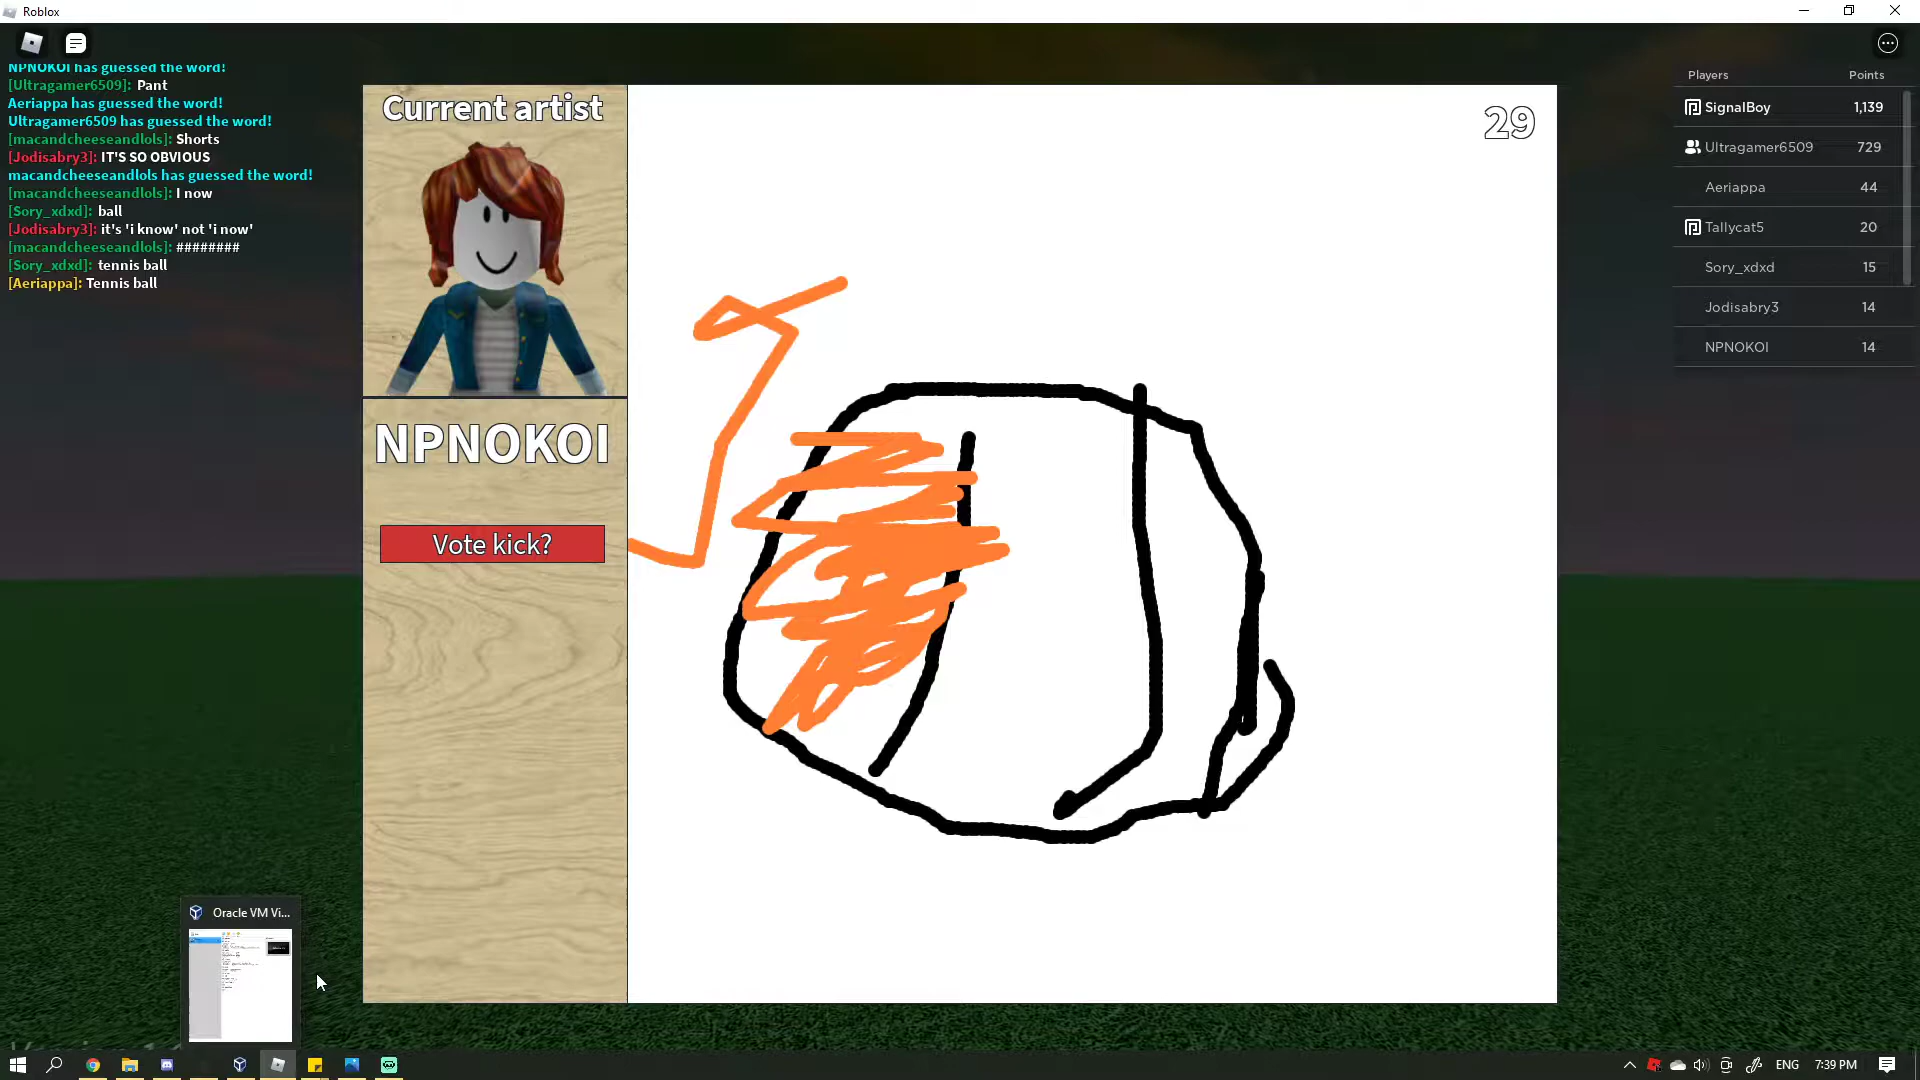 Roblox
NPNOKOI has guessed the word!
[Ultragamer6509]: Pant
Aeriappa has guessed the word!
Ultragamer6509 has guessed the word!
[macandcheeseandlols]: Shorts
[Jodisabry3]: IT'S SO OBVIOUS
macandcheeseandlols has guessed the word!
[macandcheeseandlols]: I now
[Sory_xdxd]: ball
[Jodisabry3]: it's 'i know' not 'i now'
[macandcheeseandlols]: ########
[Sory_xdxd]: tennis ball
[Aeriappa]: Tennis ball
Current artist
NPNOKOI
Vote kick?
29
Players Points
SignalBoy 1,139
Ultragamer6509 729
Aeriappa 44
Tallycat5 20
Sory_xdxd 15
Jodisabry3 14
NPNOKOI 14
Oracle VM Vi...
ENG 7:39 PM